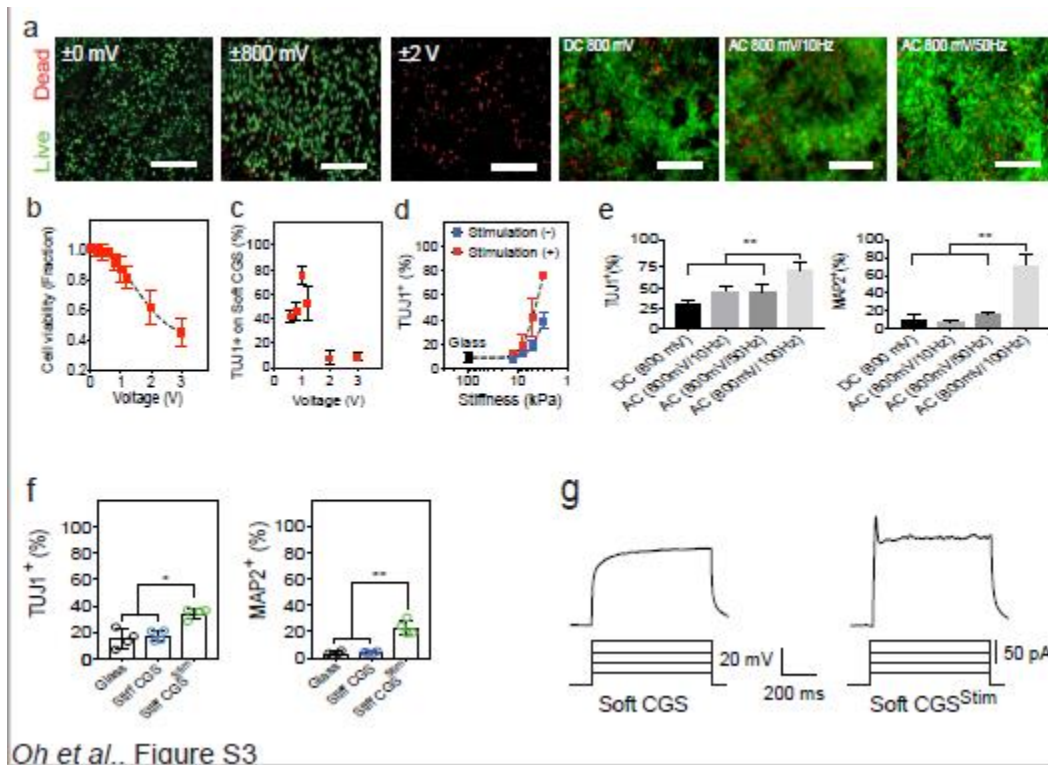 a
Dead
Live
±0 mV
±800 mV
±2 V
DC 800 mV
AC 800 mV/10Hz
AC 800 mV/50Hz
b
Cell viability (Fraction)
1.0
0.8
0.6
0.4
0.2
0 1 2 3
Voltage (V)
c
TUJ1+ on Soft CGS (%)
100
80
60
40
20
0
0 1 2 3
Voltage (V)
d
TUJ1+ (%)
100
80
60
40
20
0
Stimulation (-)
Stimulation (+)
Glass
100 10 1
Stiffness (kPa)
e
TUJ1+(%)
100
75
50
25
0
**
DC (800 mV)
AC (800mV/10Hz)
AC (800mV/50Hz)
AC (800mV/100Hz)
MAP2+(%)
100
80
60
40
20
0
**
DC (800 mV)
AC (800mV/10Hz)
AC (800mV/50Hz)
AC (800mV/100Hz)
f
TUJ1+ (%)
100
80
60
40
20
0
*
Glass
Stiff CGS
Stiff CGSStim
MAP2+ (%)
100
80
60
40
20
0
**
Glass
Stiff CGS
Stiff CGSStim
g
20 mV
200 ms
50 pA
Soft CGS
Soft CGSStim
Oh et al., Figure S3